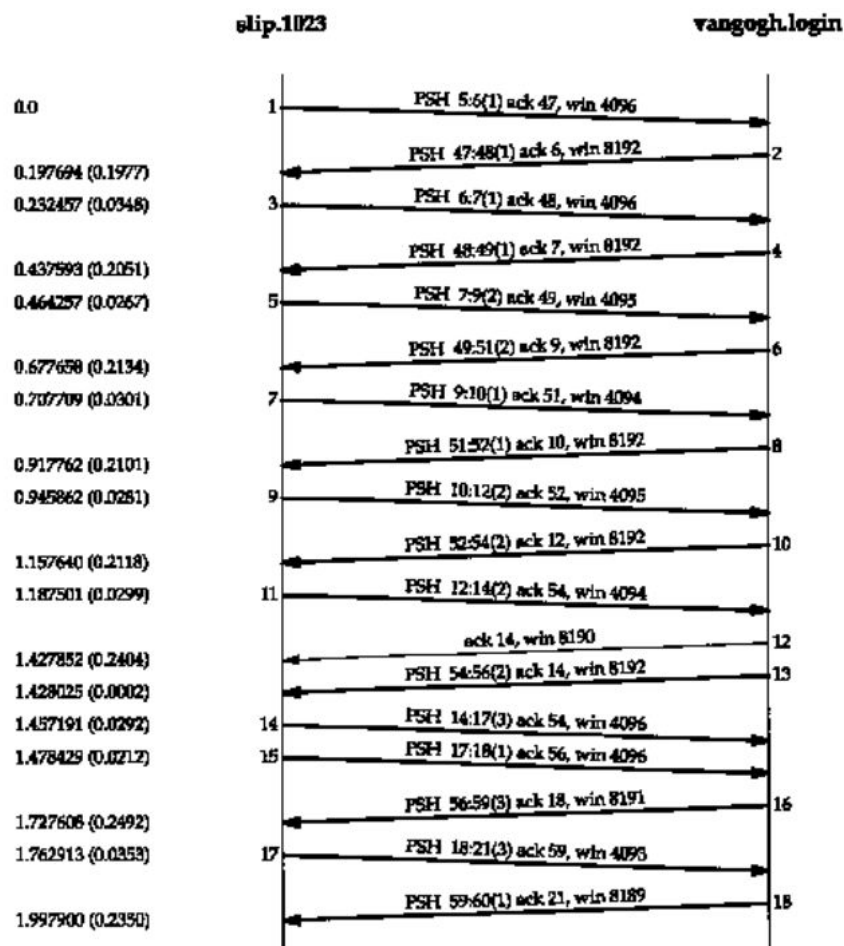 slip.1023 vangogh.login
0.0 1 PSH 5:6(1) ack 47, win 4096
PSH 47:48(1) ack 6, win 8192 2
0.197694 (0.1977)
0.232457 (0.0348) 3 PSH 6:7(1) ack 48, win 4096
PSH 48:49(1) ack 7, win 8192 4
0.437593 (0.2051)
0.464257 (0.0267) 5 PSH 7:9(2) ack 49, win 4095
PSH 49:51(2) ack 9, win 8192 6
0.677658 (0.2134)
0.707709 (0.0301) 7 PSH 9:10(1) ack 51, win 4094
PSH 51:52(1) ack 10, win 8192 8
0.917762 (0.2101)
0.945862 (0.0281) 9 PSH 10:12(2) ack 52, win 4095
PSH 52:54(2) ack 12, win 8192 10
1.157640 (0.2118)
1.187501 (0.0299) 11 PSH 12:14(2) ack 54, win 4094
ack 14, win 8190 12
1.427852 (0.2404)
PSH 54:56(2) ack 14, win 8192 13
1.428025 (0.0002)
1.457191 (0.0292) 14 PSH 14:17(3) ack 54, win 4096
1.478429 (0.0212) 15 PSH 17:18(1) ack 56, win 4096
PSH 56:59(3) ack 18, win 8191 16
1.727608 (0.2492)
1.762913 (0.0353) 17 PSH 18:21(3) ack 59, win 4093
PSH 59:60(1) ack 21, win 8189 18
1.997900 (0.2350)